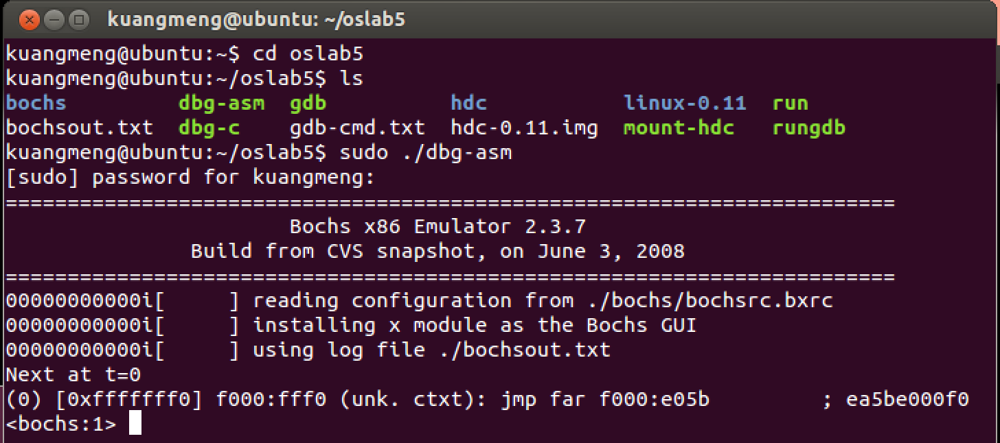 kuangmeng@ubuntu: ~/oslab5
kuangmeng@ubuntu:~$ cd oslab5
kuangmeng@ubuntu:~/oslab5$ ls
bochs         dbg-asm  gdb          hdc           linux-0.11  run
bochsout.txt  dbg-c    gdb-cmd.txt  hdc-0.11.img  mount-hdc   rungdb
kuangmeng@ubuntu:~/oslab5$ sudo ./dbg-asm
[sudo] password for kuangmeng:
========================================================================
                       Bochs x86 Emulator 2.3.7
               Build from CVS snapshot, on June 3, 2008
========================================================================
00000000000i[     ] reading configuration from ./bochs/bochsrc.bxrc
00000000000i[     ] installing x module as the Bochs GUI
00000000000i[     ] using log file ./bochsout.txt
Next at t=0
(0) [0xfffffff0] f000:fff0 (unk. ctxt): jmp far f000:e05b         ; ea5be000f0
<bochs:1>